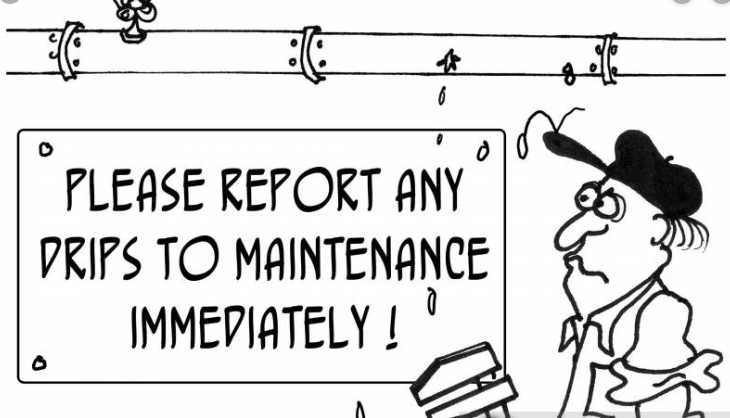 PLEASE REPORT ANY
DRIPS TO MAINTENANCE
IMMEDIATELY !